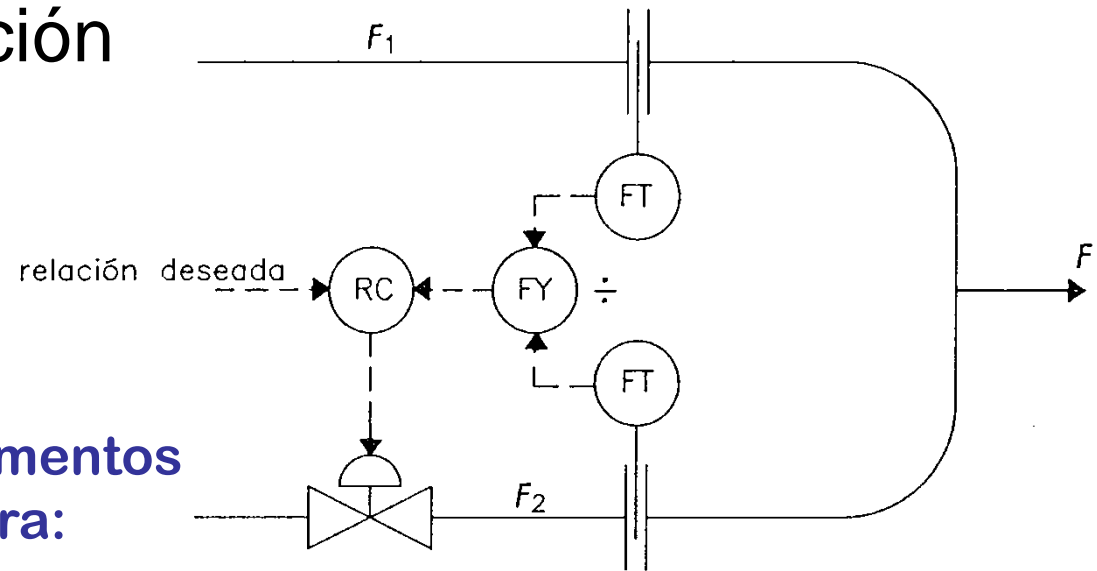 ción
F1
FT
relación deseada
RC
FY ÷
F
FT
mentos
F2
ra: